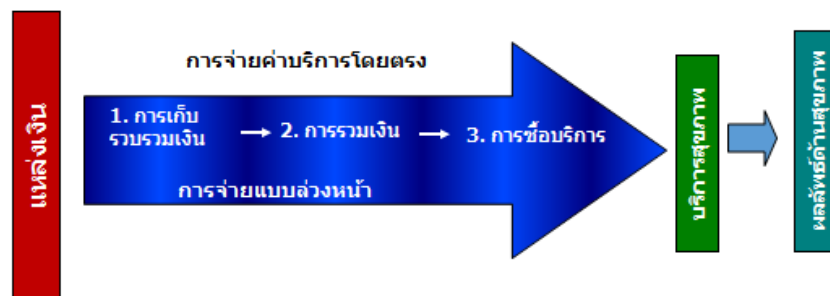 แหล่งเงิน
การจ่ายค่าบริการโดยตรง
1. การเก็บ
รวบรวมเงิน
2. การรวมเงิน
3. การซื้อบริการ
การจ่ายแบบล่วงหน้า
บริการสุขภาพ
ผลลัพธ์ด้านสุขภาพ